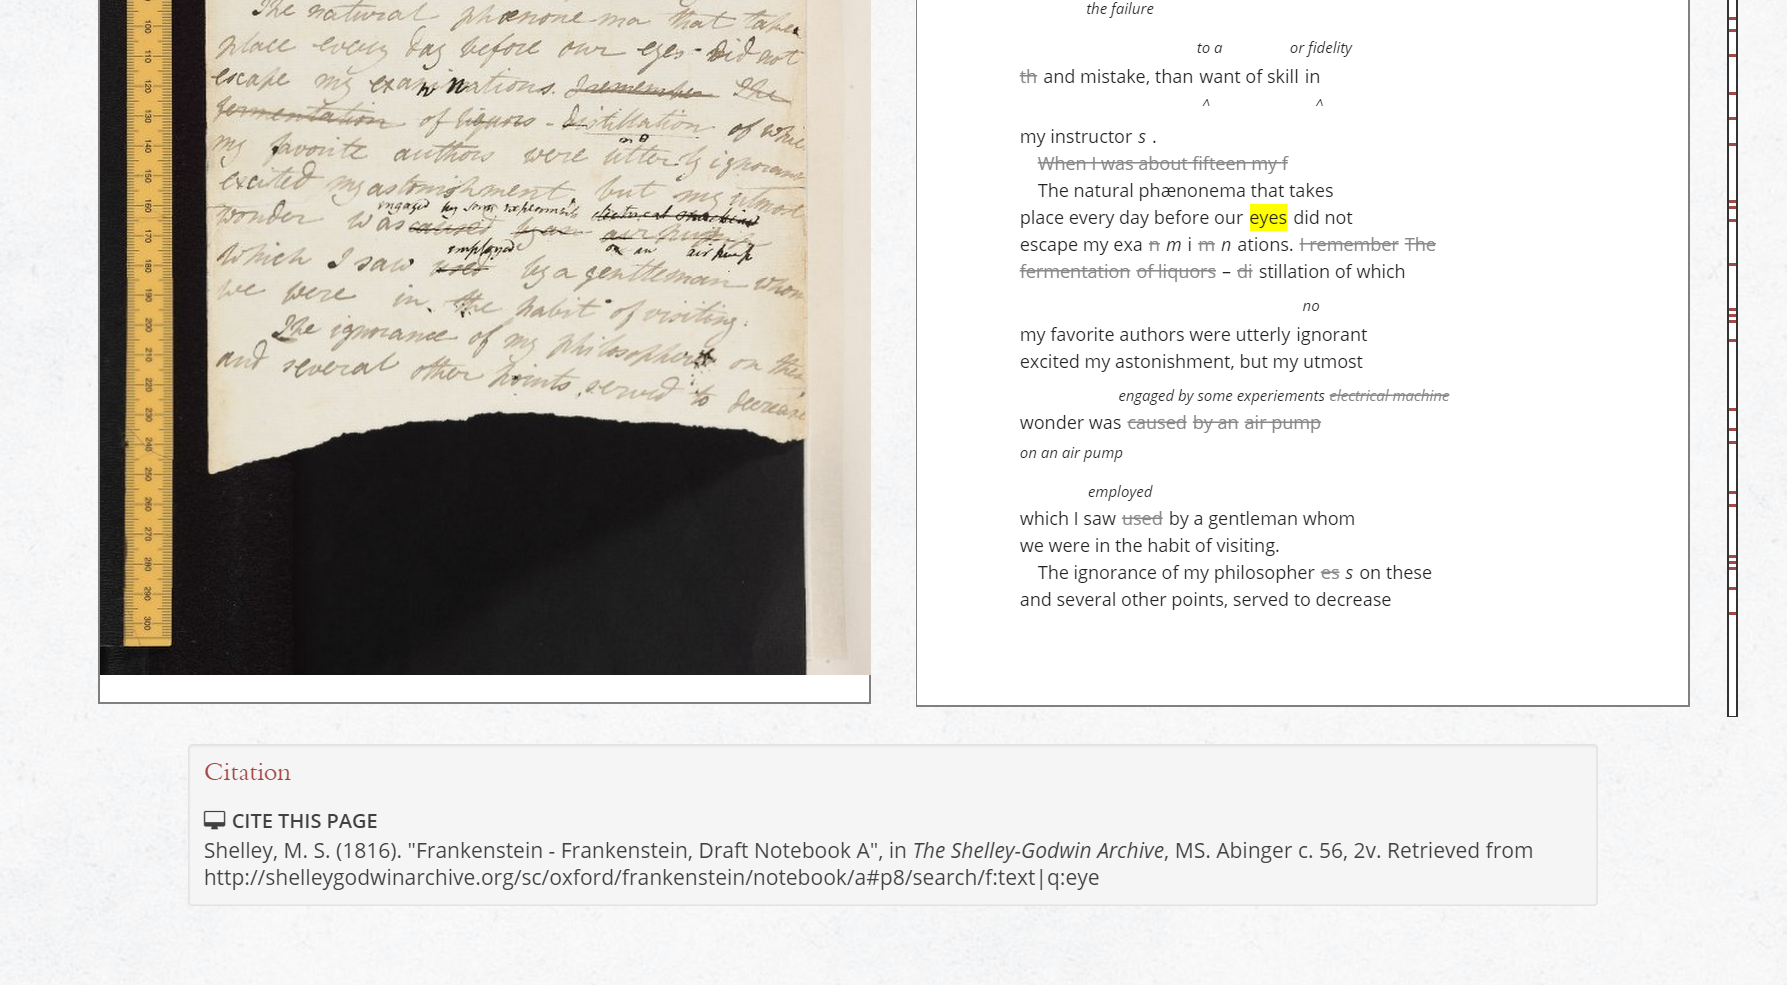 The natural phænonema that takes
place every day before our eyes - did not
escape my examinations. I remember The
fermentation of liquors - distillation of which
no
my favorite authors were utterly ignorant
excited my astonishment but my utmost
engaged by some experiments electrical machine
wonder was caused by an air pump
employed on an air pump
which I saw used by a gentleman whom
we were in the habit of visiting.
The ignorance of my philosophers on these
and several other points, served to decrease
100
110
120
130
140
150
160
170
180
190
200
210
220
230
240
250
260
270
280
290
300
the failure
to a or fidelity
th and mistake, than want of skill in
^ ^
my instructor s .
When I was about fifteen my f
The natural phænonema that takes
place every day before our eyes did not
escape my exa n m i m n ations. I remember The
fermentation of liquors – di stillation of which
no
my favorite authors were utterly ignorant
excited my astonishment, but my utmost
engaged by some experiements electrical machine
wonder was caused by an air pump
on an air pump
employed
which I saw used by a gentleman whom
we were in the habit of visiting.
The ignorance of my philosopher es s on these
and several other points, served to decrease
Citation
CITE THIS PAGE
Shelley, M. S. (1816). "Frankenstein - Frankenstein, Draft Notebook A", in The Shelley-Godwin Archive, MS. Abinger c. 56, 2v. Retrieved from
http://shelleygodwinarchive.org/sc/oxford/frankenstein/notebook/a#p8/search/f:text|q:eye